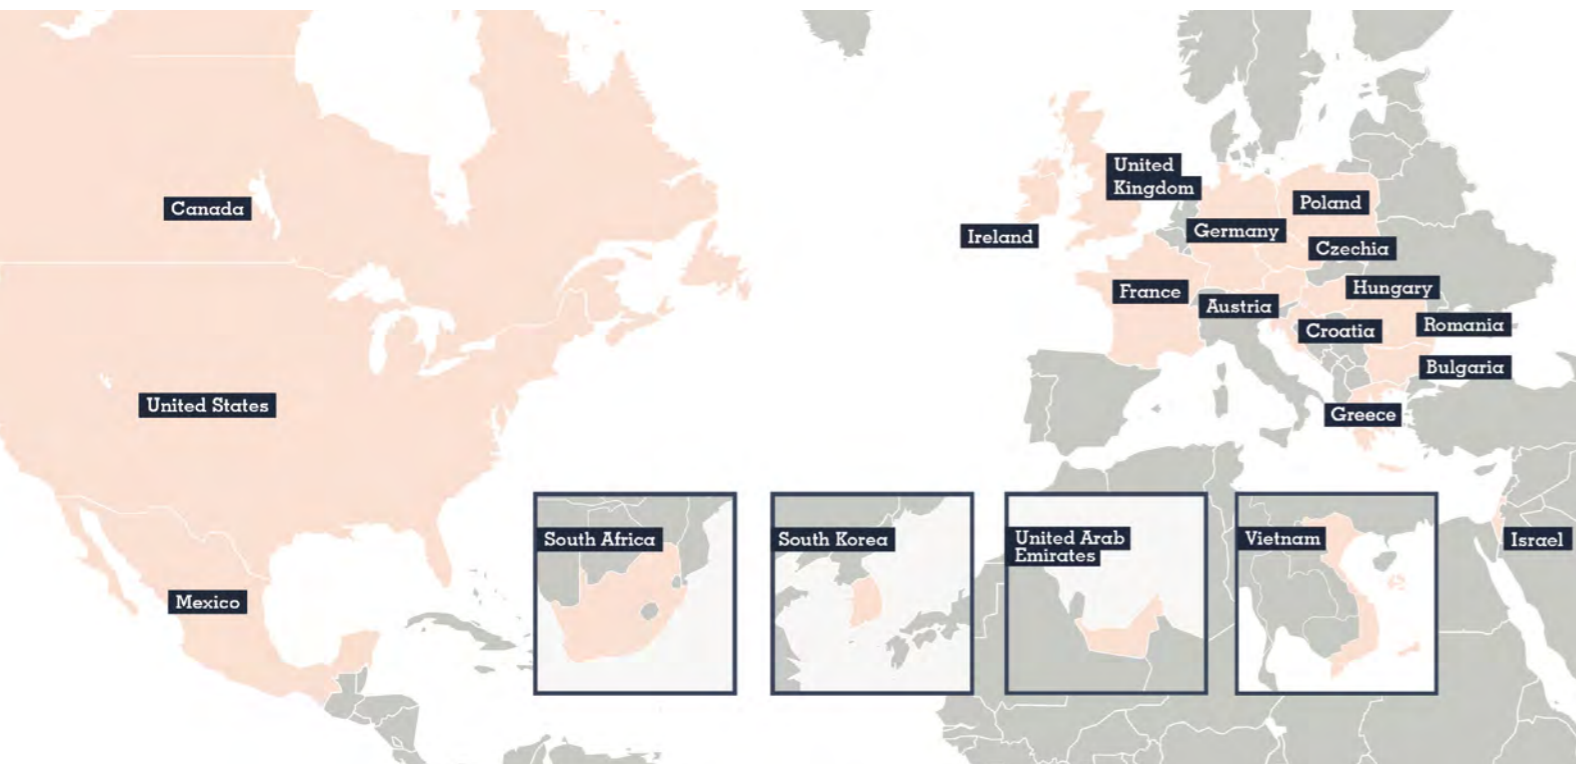 Canada
United States
Mexico
Ireland
United
Kingdom
Germany
Poland
Czechia
France
Austria
Hungary
Croatia
Romania
Bulgaria
Greece
South Africa
South Korea
United Arab
Emirates
Vietnam
Israel